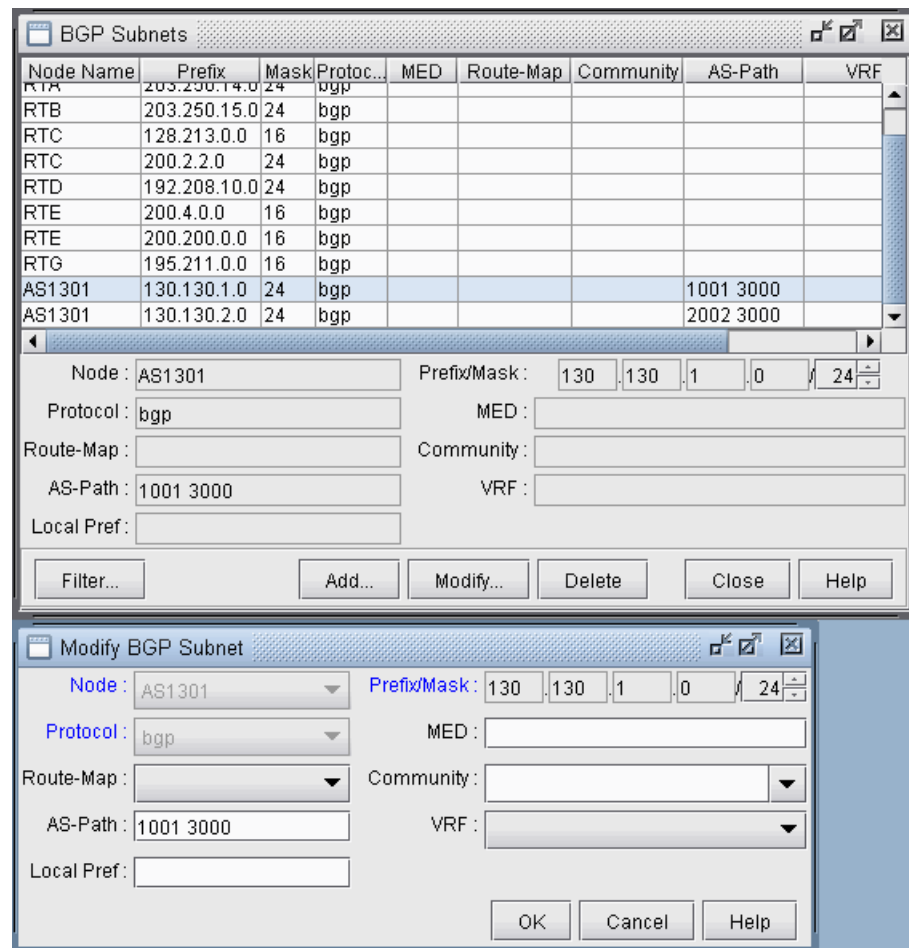 BGP Subnets
Node Name Prefix Mask Protoc... MED Route-Map Community AS-Path VRF
RTA 203.250.14.0 24 bgp
RTB 203.250.15.0 24 bgp
RTC 128.213.0.0 16 bgp
RTC 200.2.2.0 24 bgp
RTD 192.208.10.0 24 bgp
RTE 200.4.0.0 16 bgp
RTE 200.200.0.0 16 bgp
RTG 195.211.0.0 16 bgp
AS1301 130.130.1.0 24 bgp 1001 3000
AS1301 130.130.2.0 24 bgp 2002 3000
Node : AS1301 Prefix/Mask : 130 .130 .1 .0 / 24
Protocol : bgp MED :
Route-Map : Community :
AS-Path : 1001 3000 VRF :
Local Pref :
Filter... Add... Modify... Delete Close Help
Modify BGP Subnet
Node : AS1301 Prefix/Mask : 130 .130 .1 .0 / 24
Protocol : bgp MED :
Route-Map : Community :
AS-Path : 1001 3000 VRF :
Local Pref :
OK Cancel Help